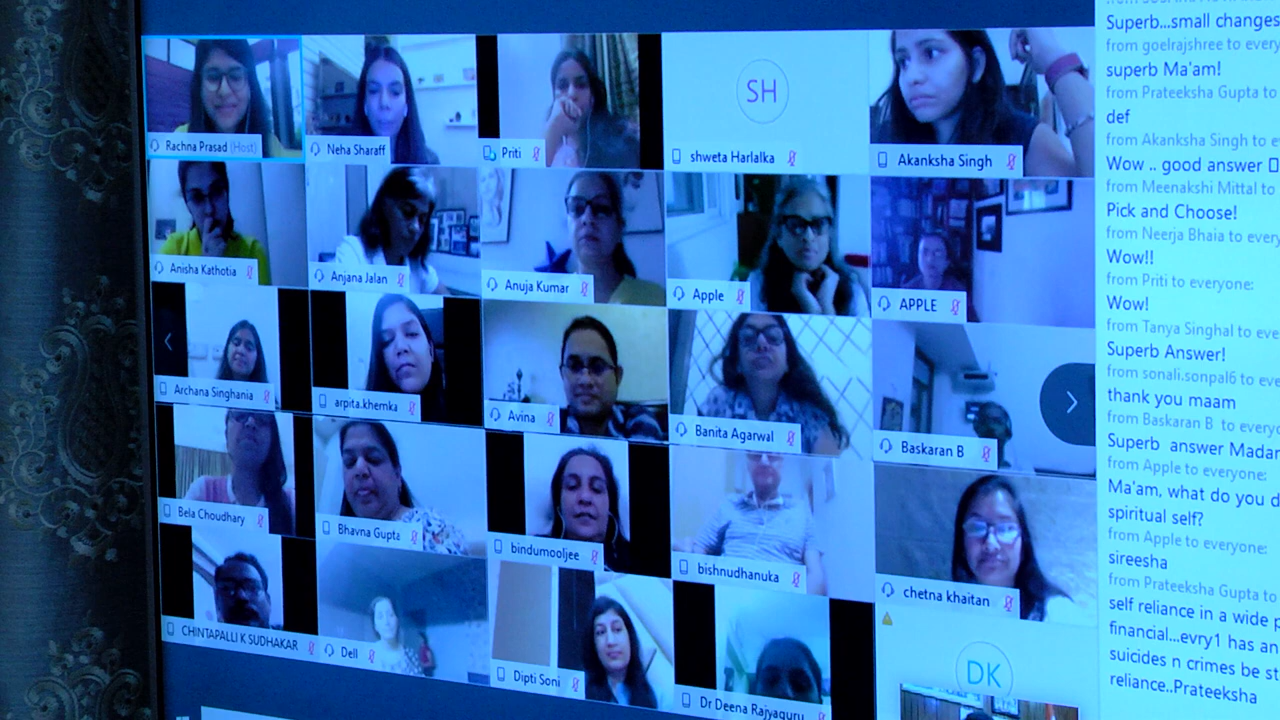 Rachna Prasad (Host)
Neha Sharaff
Priti
SH
shweta Harlalka
Akanksha Singh
Anisha Kathotia
Anjana Jalan
Anuja Kumar
Apple
APPLE
Archana Singhania
arpita.khemka
Avina
Banita Agarwal
Baskaran B
Bela Choudhary
Bhavna Gupta
bindumooljee
bishnudhanuka
chetna khaitan
CHINTAPALLI K SUDHAKAR
Dell
Dipti Soni
Dr Deena Rajyaguru
DK
Superb...small changes
from goelrajshree to every
superb Ma'am!
from Prateeksha Gupta to
def
from Akanksha Singh to e
Wow .. good answer
from Meenakshi Mittal to
Pick and Choose!
from Neerja Bhaia to every
Wow!!
from Priti to everyone:
Wow!
from Tanya Singhal to eve
Superb Answer!
from sonali.sonpal6 to eve
thank you maam
from Baskaran B to everyo
Superb answer Madar
from Apple to everyone:
Ma'am, what do you d
spiritual self?
from Apple to everyone:
sireesha
from Prateeksha Gupta to
self reliance in a wide p
financial...evry1 has an
suicides n crimes be st
reliance..Prateeksha